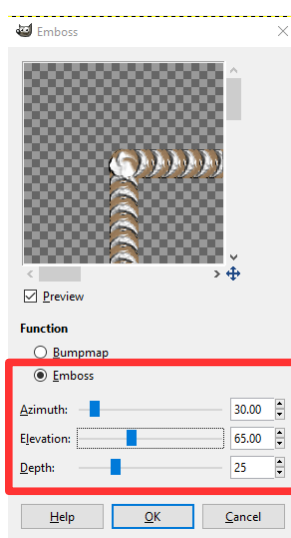 Emboss
Preview
Function
Bumpmap
Emboss
Azimuth: 30.00
Elevation: 65.00
Depth: 25
Help OK Cancel